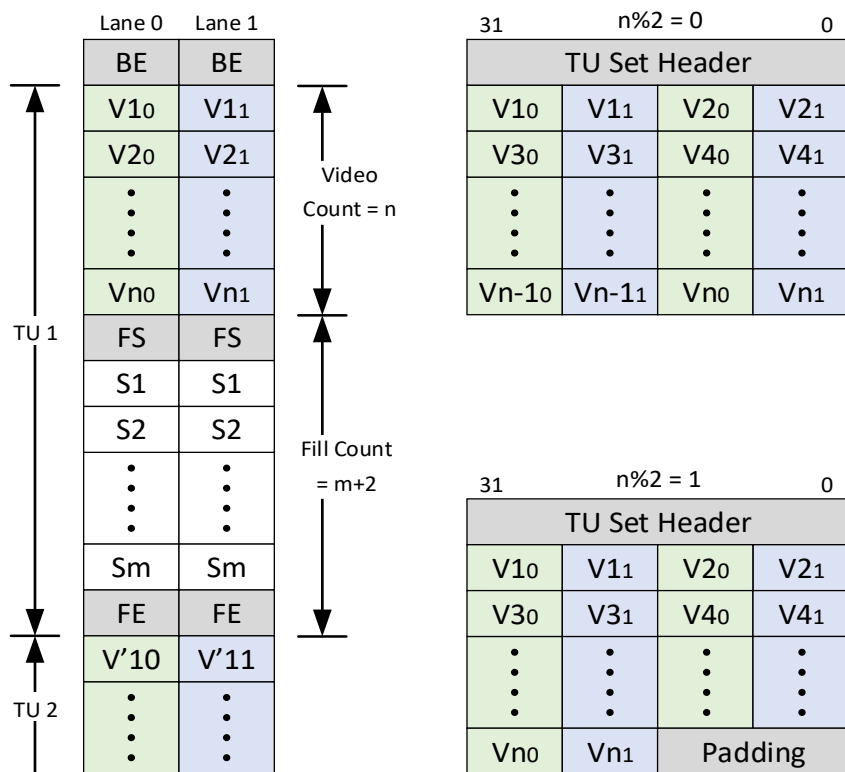 Lane 0 Lane 1
BE BE
V10 V11
V20 V21
Vn0 Vn1
FS FS
S1 S1
S2 S2
Sm Sm
FE FE
V'10 V'11
TU 1
TU 2
Video
Count = n
Fill Count
= m+2
31 n%2 = 0 0
TU Set Header
V10 V11 V20 V21
V30 V31 V40 V41
Vn-10 Vn-11 Vn0 Vn1
31 n%2 = 1 0
TU Set Header
V10 V11 V20 V21
V30 V31 V40 V41
Vn0 Vn1 Padding